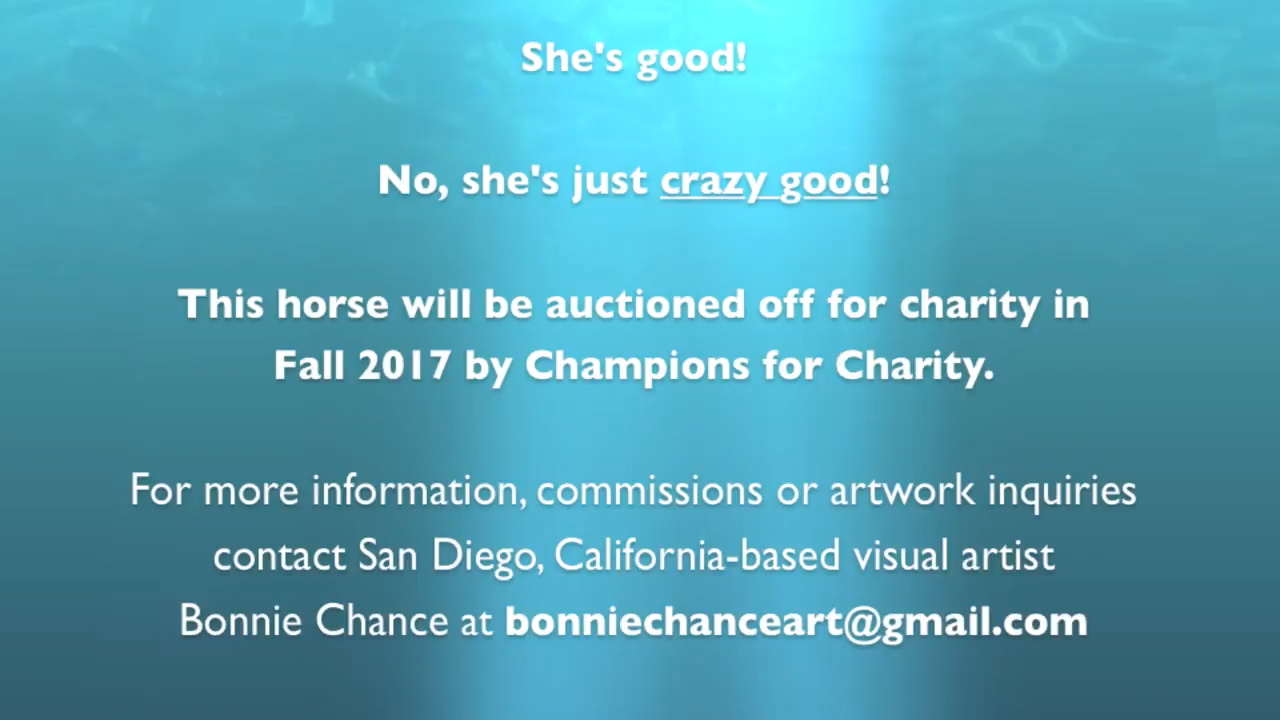 She's good!
No, she's just crazy good!
This horse will be auctioned off for charity in
Fall 2017 by Champions for Charity.
For more information, commissions or artwork inquiries
contact San Diego, California-based visual artist
Bonnie Chance at bonniechanceart@gmail.com